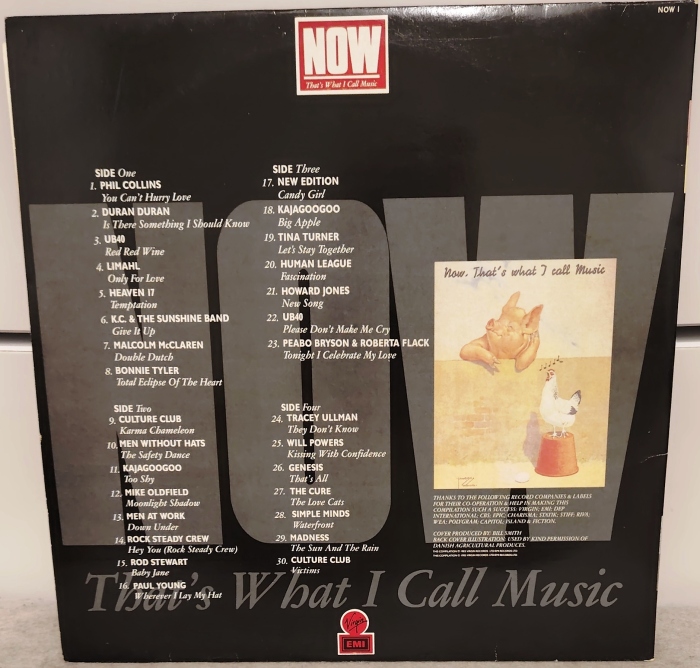 NOW 1
NOW
That's What I Call Music
SIDE One
1. PHIL COLLINS
You Can't Hurry Love
2. DURAN DURAN
Is There Something I Should Know
3. UB40
Red Red Wine
4. LIMAHL
Only For Love
5. HEAVEN 17
Temptation
6. K.C. & THE SUNSHINE BAND
Give It Up
7. MALCOLM McLAREN
Double Dutch
8. BONNIE TYLER
Total Eclipse Of The Heart
SIDE Two
9. CULTURE CLUB
Karma Chameleon
10. MEN WITHOUT HATS
The Safety Dance
11. KAJAGOOGOO
Too Shy
12. MIKE OLDFIELD
Moonlight Shadow
13. MEN AT WORK
Down Under
14. ROCK STEADY CREW
Hey You (Rock Steady Crew)
15. ROD STEWART
Baby Jane
16. PAUL YOUNG
Wherever I Lay My Hat
SIDE Three
17. NEW EDITION
Candy Girl
18. KAJAGOOGOO
Big Apple
19. TINA TURNER
Let's Stay Together
20. HUMAN LEAGUE
Fascination
21. HOWARD JONES
New Song
22. UB40
Please Don't Make Me Cry
23. PEABO BRYSON & ROBERTA FLACK
Tonight I Celebrate My Love
SIDE Four
24. TRACEY ULLMAN
They Don't Know
25. WILL POWERS
Kissing With Confidence
26. GENESIS
That's All
27. THE CURE
The Love Cats
28. SIMPLE MINDS
Waterfront
29. MADNESS
The Sun And The Rain
30. CULTURE CLUB
Victims
NOW
Now. That's what I call Music
THANKS TO THE FOLLOWING RECORD COMPANIES & LABELS
FOR THEIR CO-OPERATION & HELP IN MAKING THIS
COMPILATION SUCH A SUCCESS: VIRGIN; EMI; DEP
INTERNATIONAL; CBS; EPIC; CHARISMA; STATIK; STIFF; RIVA;
WEA; POLYGRAM; CAPITOL; ISLAND & FICTION.
COVER PRODUCED BY: BILL SMITH
BACK COVER ILLUSTRATION: USED BY KIND PERMISSION OF
DANISH AGRICULTURAL PRODUCES.
That's What I Call Music
Virgin
EMI